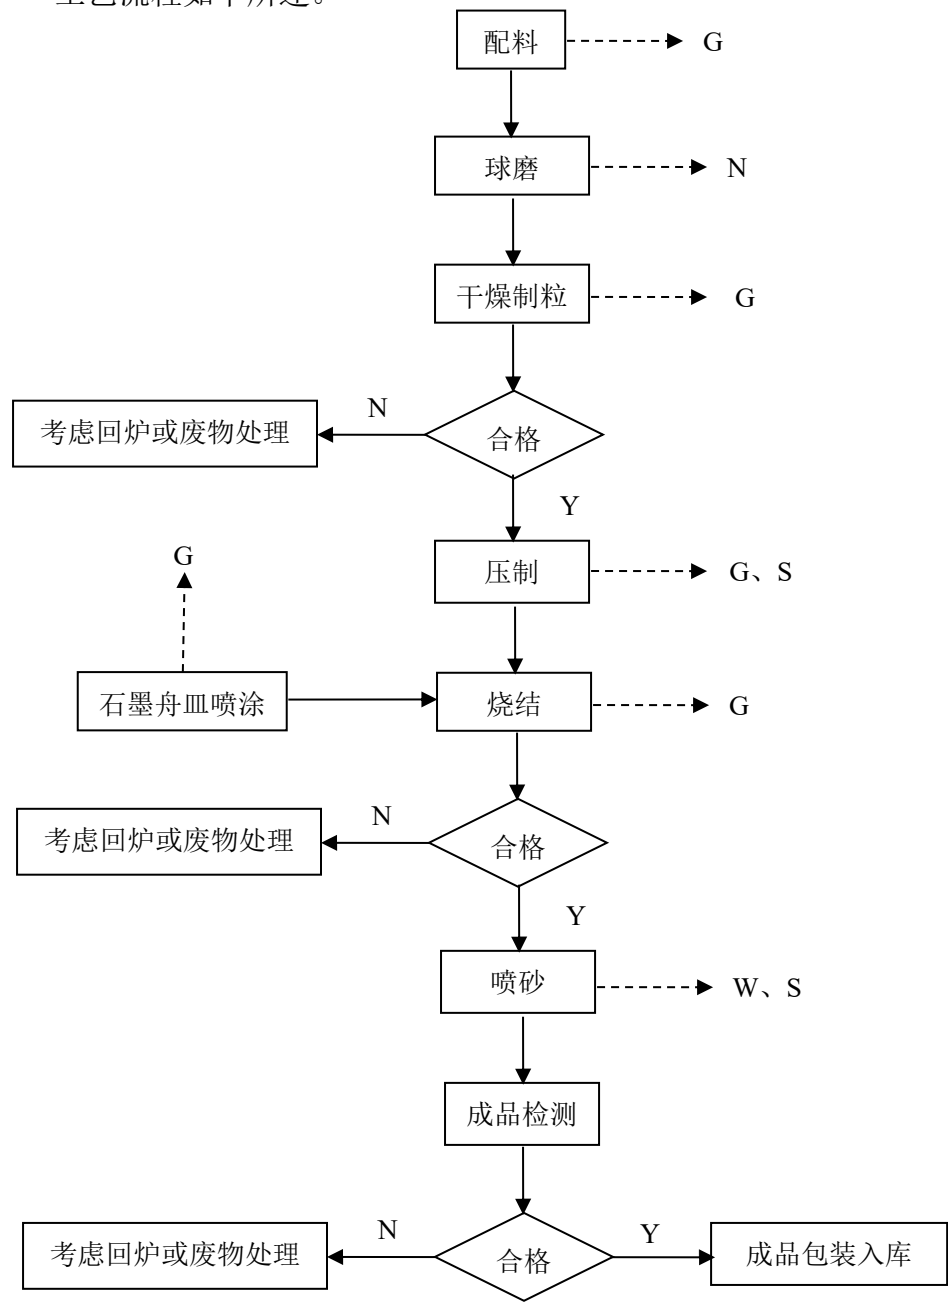 工艺流程如下所述。
配料
G
球磨
N
干燥制粒
G
N
考虑回炉或废物处理
合格
Y
G
压制
G、S
石墨舟皿喷涂
烧结
G
N
考虑回炉或废物处理
合格
Y
喷砂
W、S
成品检测
N
Y
考虑回炉或废物处理
合格
成品包装入库